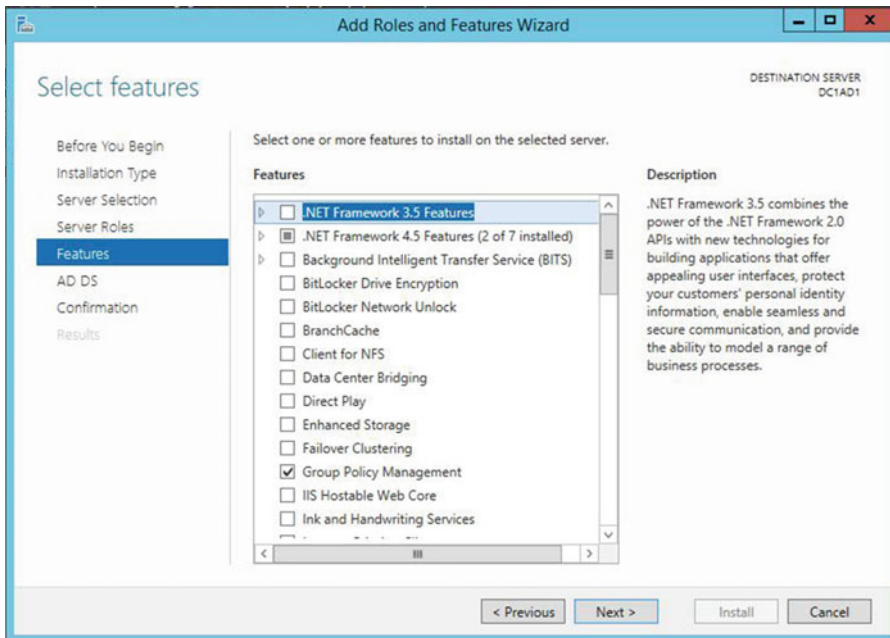 Add Roles and Features Wizard
Select features
DESTINATION SERVER
DC1AD1
Before You Begin
Installation Type
Server Selection
Server Roles
Features
AD DS
Confirmation
Results
Select one or more features to install on the selected server.
Features
.NET Framework 3.5 Features
.NET Framework 4.5 Features (2 of 7 installed)
Background Intelligent Transfer Service (BITS)
BitLocker Drive Encryption
BitLocker Network Unlock
BranchCache
Client for NFS
Data Center Bridging
Direct Play
Enhanced Storage
Failover Clustering
Group Policy Management
IIS Hostable Web Core
Ink and Handwriting Services
Description
.NET Framework 3.5 combines the
power of the .NET Framework 2.0
APIs with new technologies for
building applications that offer
appealing user interfaces, protect
your customers' personal identity
information, enable seamless and
secure communication, and provide
the ability to model a range of
business processes.
< Previous
Next >
Install
Cancel